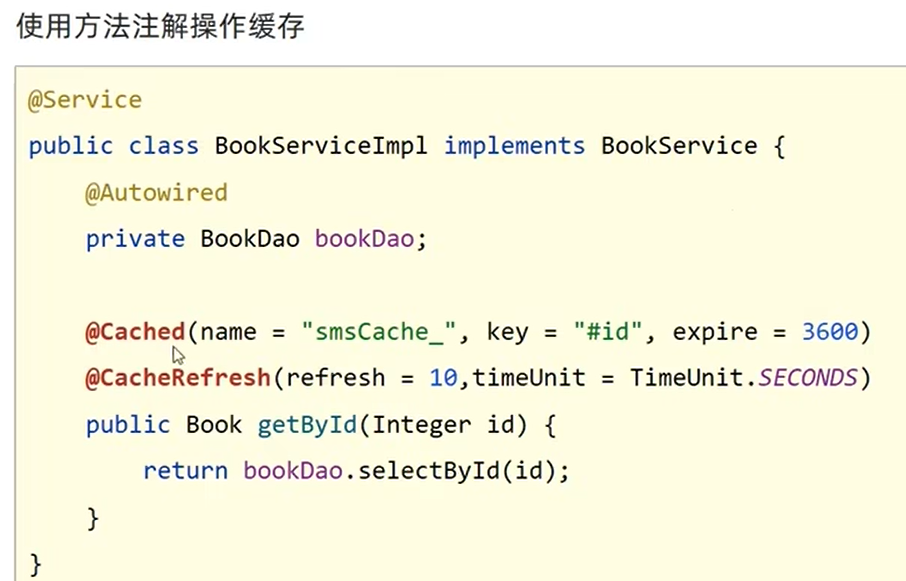 使用方法注解操作缓存
@Service
public class BookServiceImpl implements BookService {
@Autowired
private BookDao bookDao;
@Cached(name = "smsCache_", key = "#id", expire = 3600)
@CacheRefresh(refresh = 10,timeUnit = TimeUnit.SECONDS)
public Book getById(Integer id) {
return bookDao.selectById(id);
}
}